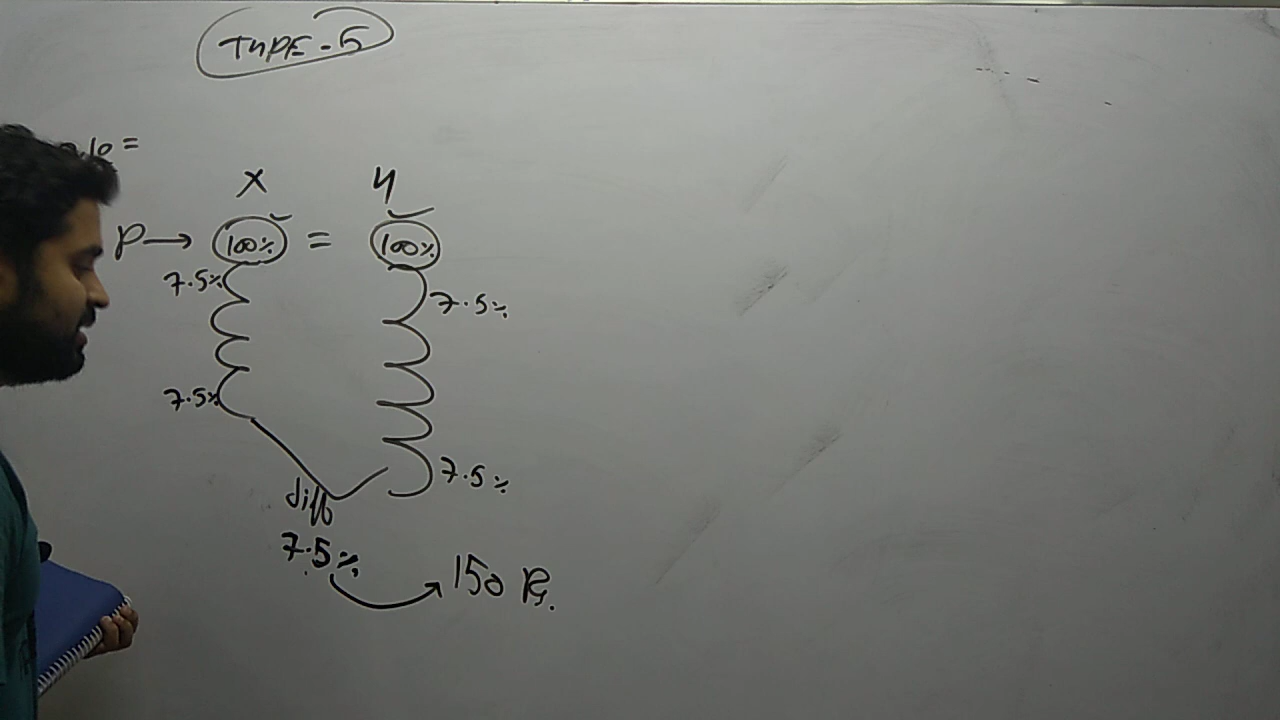 TYPE-5
x y
P→ 100% = 100%
7.5%
7.5%
7.5%
7.5%
diff
7.5%
150 Rs.